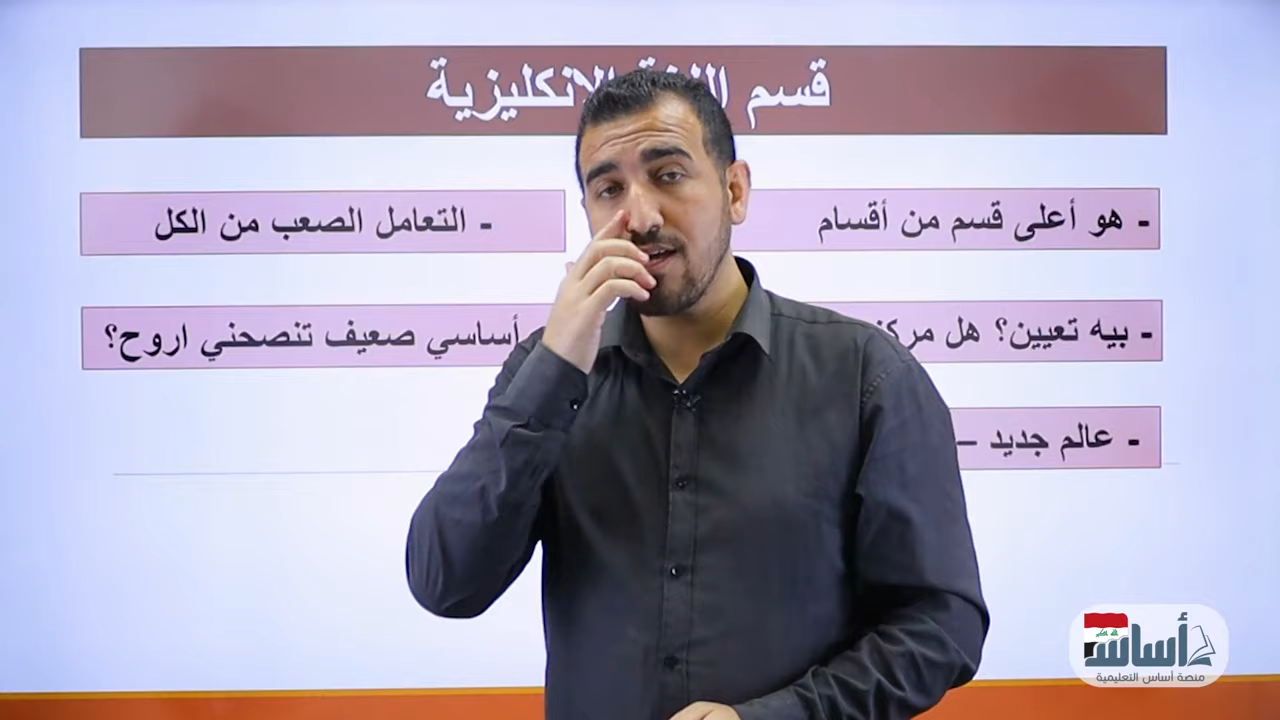 قسم الانكليزية
- هو أعلى قسم من أقسام
- التعامل الصعب من الكل
- بيه تعيين؟ هل
أساسي صعيف تنصحني اروح؟
- عالم جديد –
أساس
منصة أساس التعليمية